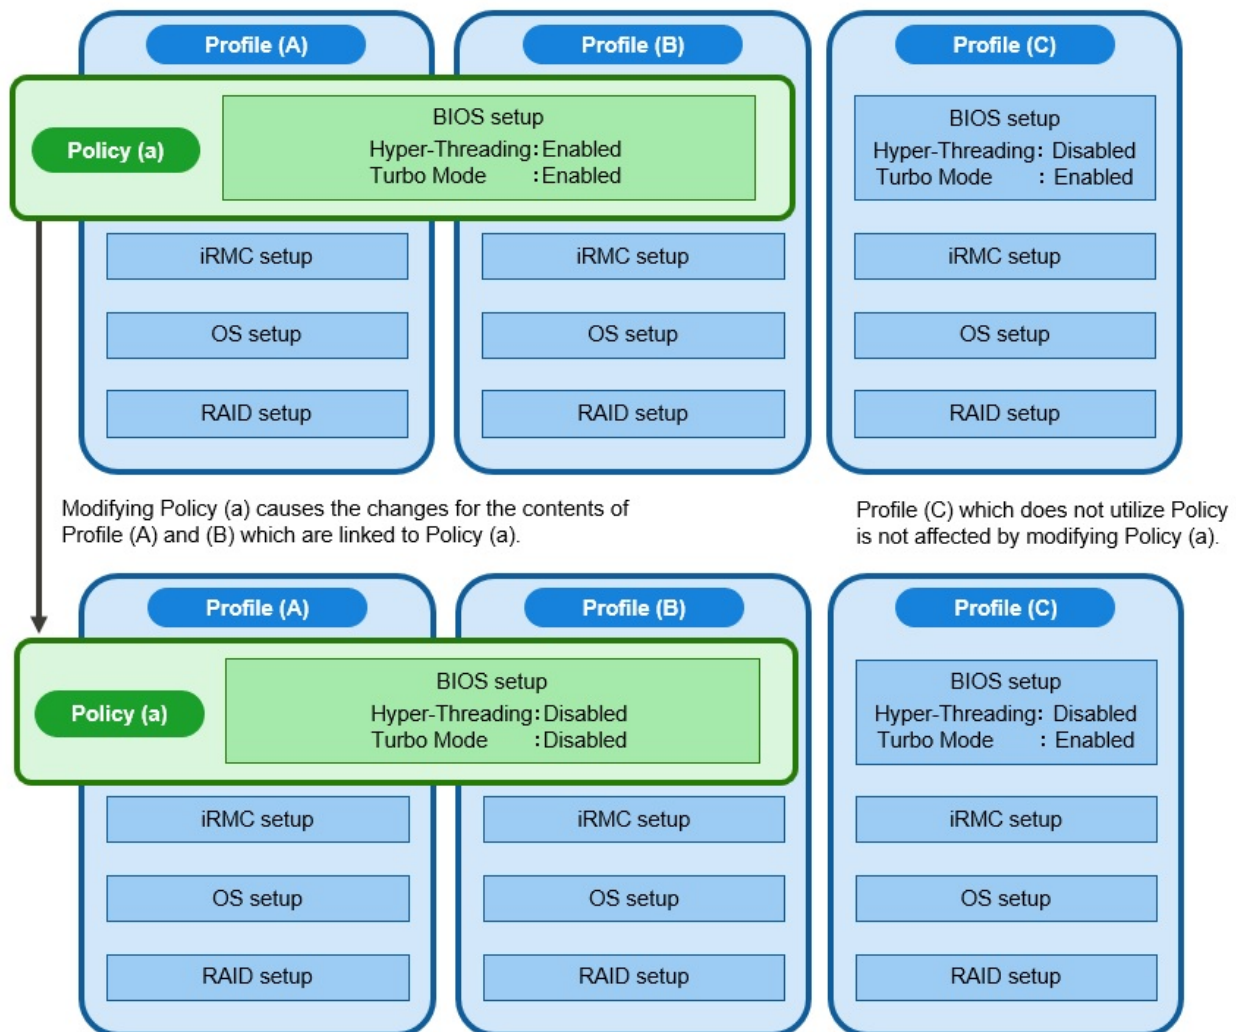 Profile (A)
Profile (B)
Profile (C)
Policy (a)
BIOS setup
Hyper-Threading: Enabled
Turbo Mode : Enabled
BIOS setup
Hyper-Threading: Disabled
Turbo Mode : Enabled
iRMC setup
iRMC setup
iRMC setup
OS setup
OS setup
OS setup
RAID setup
RAID setup
RAID setup
Modifying Policy (a) causes the changes for the contents of
Profile (A) and (B) which are linked to Policy (a).
Profile (C) which does not utilize Policy
is not affected by modifying Policy (a).
Profile (A)
Profile (B)
Profile (C)
Policy (a)
BIOS setup
Hyper-Threading: Disabled
Turbo Mode : Disabled
BIOS setup
Hyper-Threading: Disabled
Turbo Mode : Enabled
iRMC setup
iRMC setup
iRMC setup
OS setup
OS setup
OS setup
RAID setup
RAID setup
RAID setup